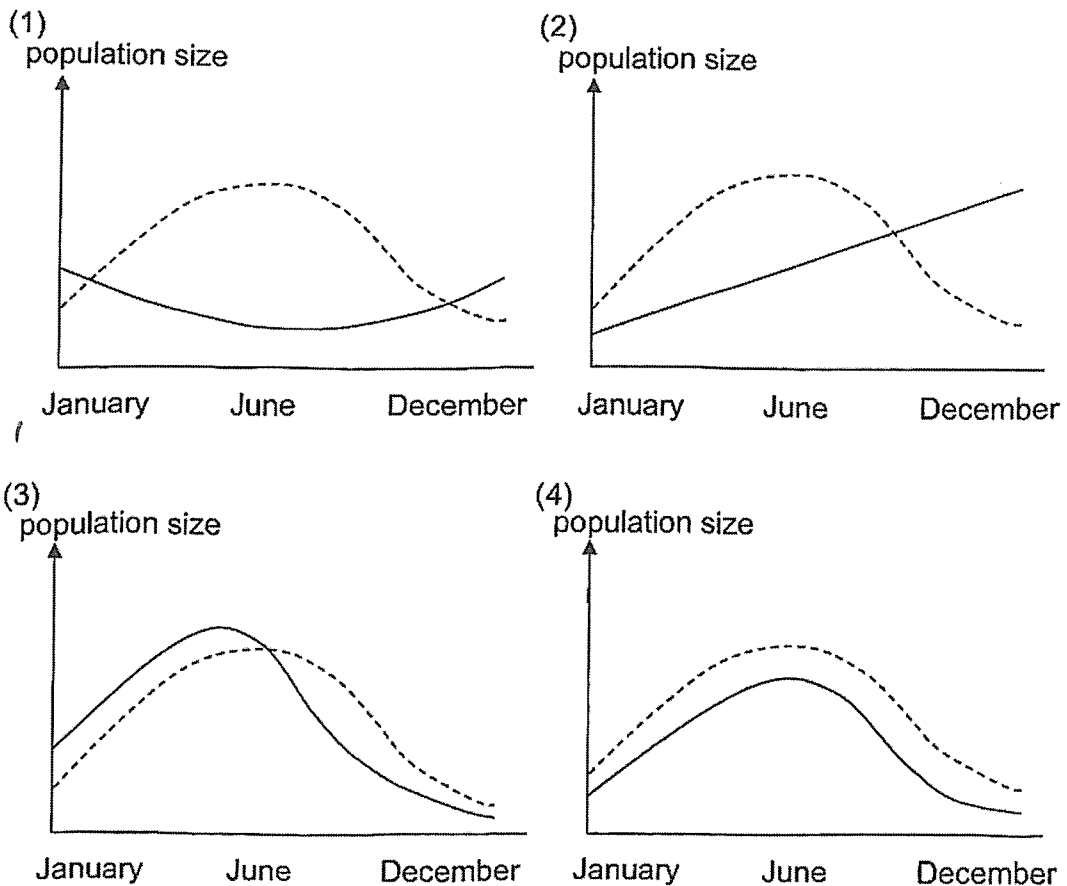 (1)
population size
January June December
(2)
population size
January June December
(3)
population size
January June December
(4)
population size
January June December